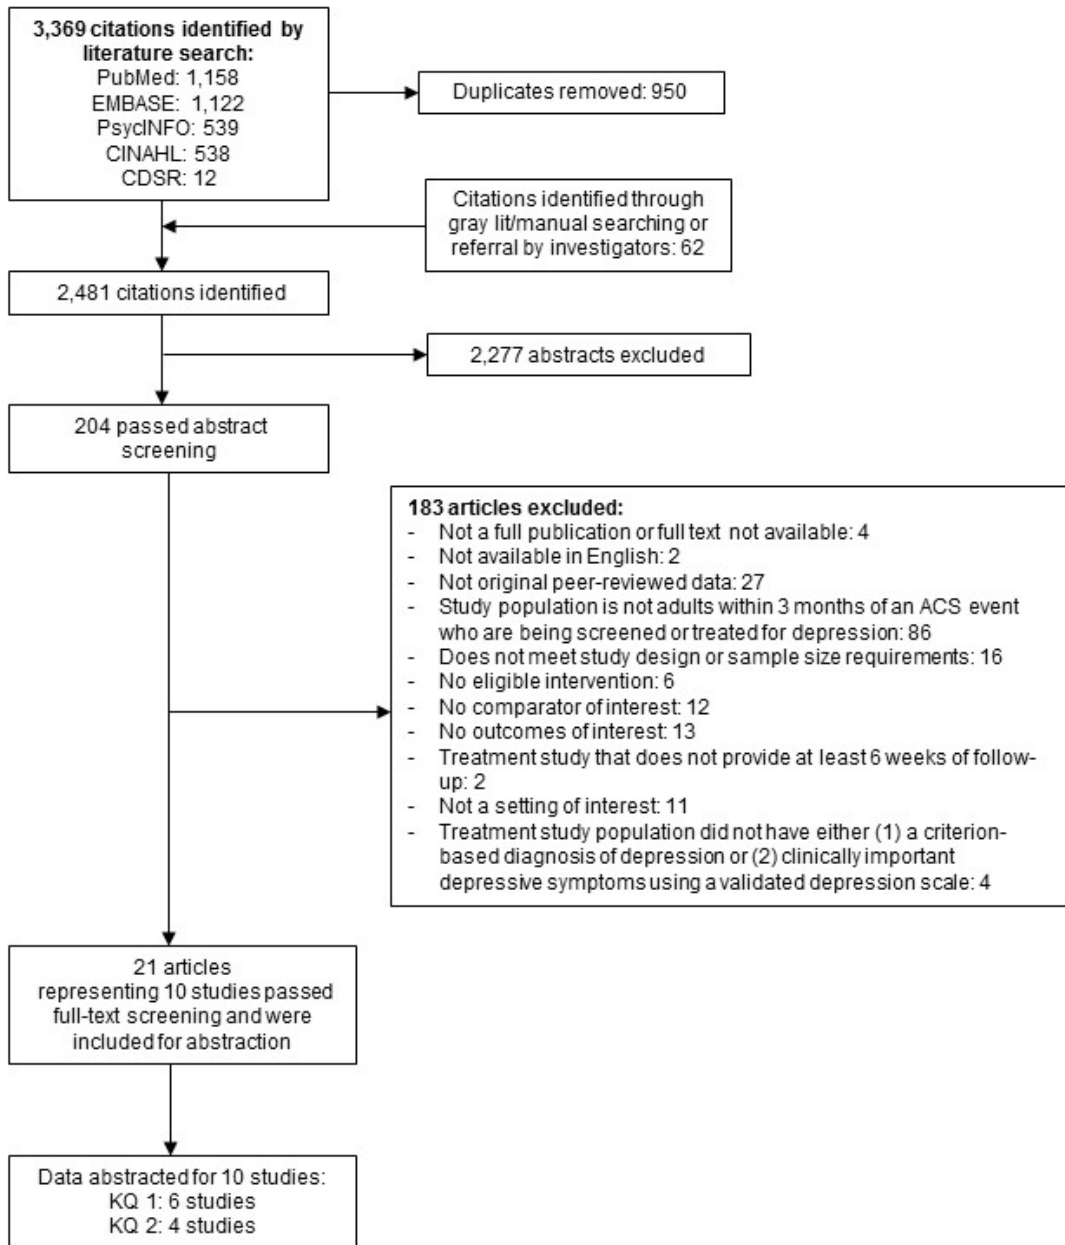 3,369 citations identified by
literature search:
PubMed: 1,158
EMBASE: 1,122
PsycINFO: 539
CINAHL: 538
CDSR: 12
Duplicates removed: 950
Citations identified through
gray lit/manual searching or
referral by investigators: 62
2,481 citations identified
2,277 abstracts excluded
204 passed abstract
screening
183 articles excluded:
- Not a full publication or full text not available: 4
- Not available in English: 2
- Not original peer-reviewed data: 27
- Study population is not adults within 3 months of an ACS event
who are being screened or treated for depression: 86
- Does not meet study design or sample size requirements: 16
- No eligible intervention: 6
- No comparator of interest: 12
- No outcomes of interest: 13
- Treatment study that does not provide at least 6 weeks of follow-
up: 2
- Not a setting of interest: 11
- Treatment study population did not have either (1) a criterion-
based diagnosis of depression or (2) clinically important
depressive symptoms using a validated depression scale: 4
21 articles
representing 10 studies passed
full-text screening and were
included for abstraction
Data abstracted for 10 studies:
KQ 1: 6 studies
KQ 2: 4 studies